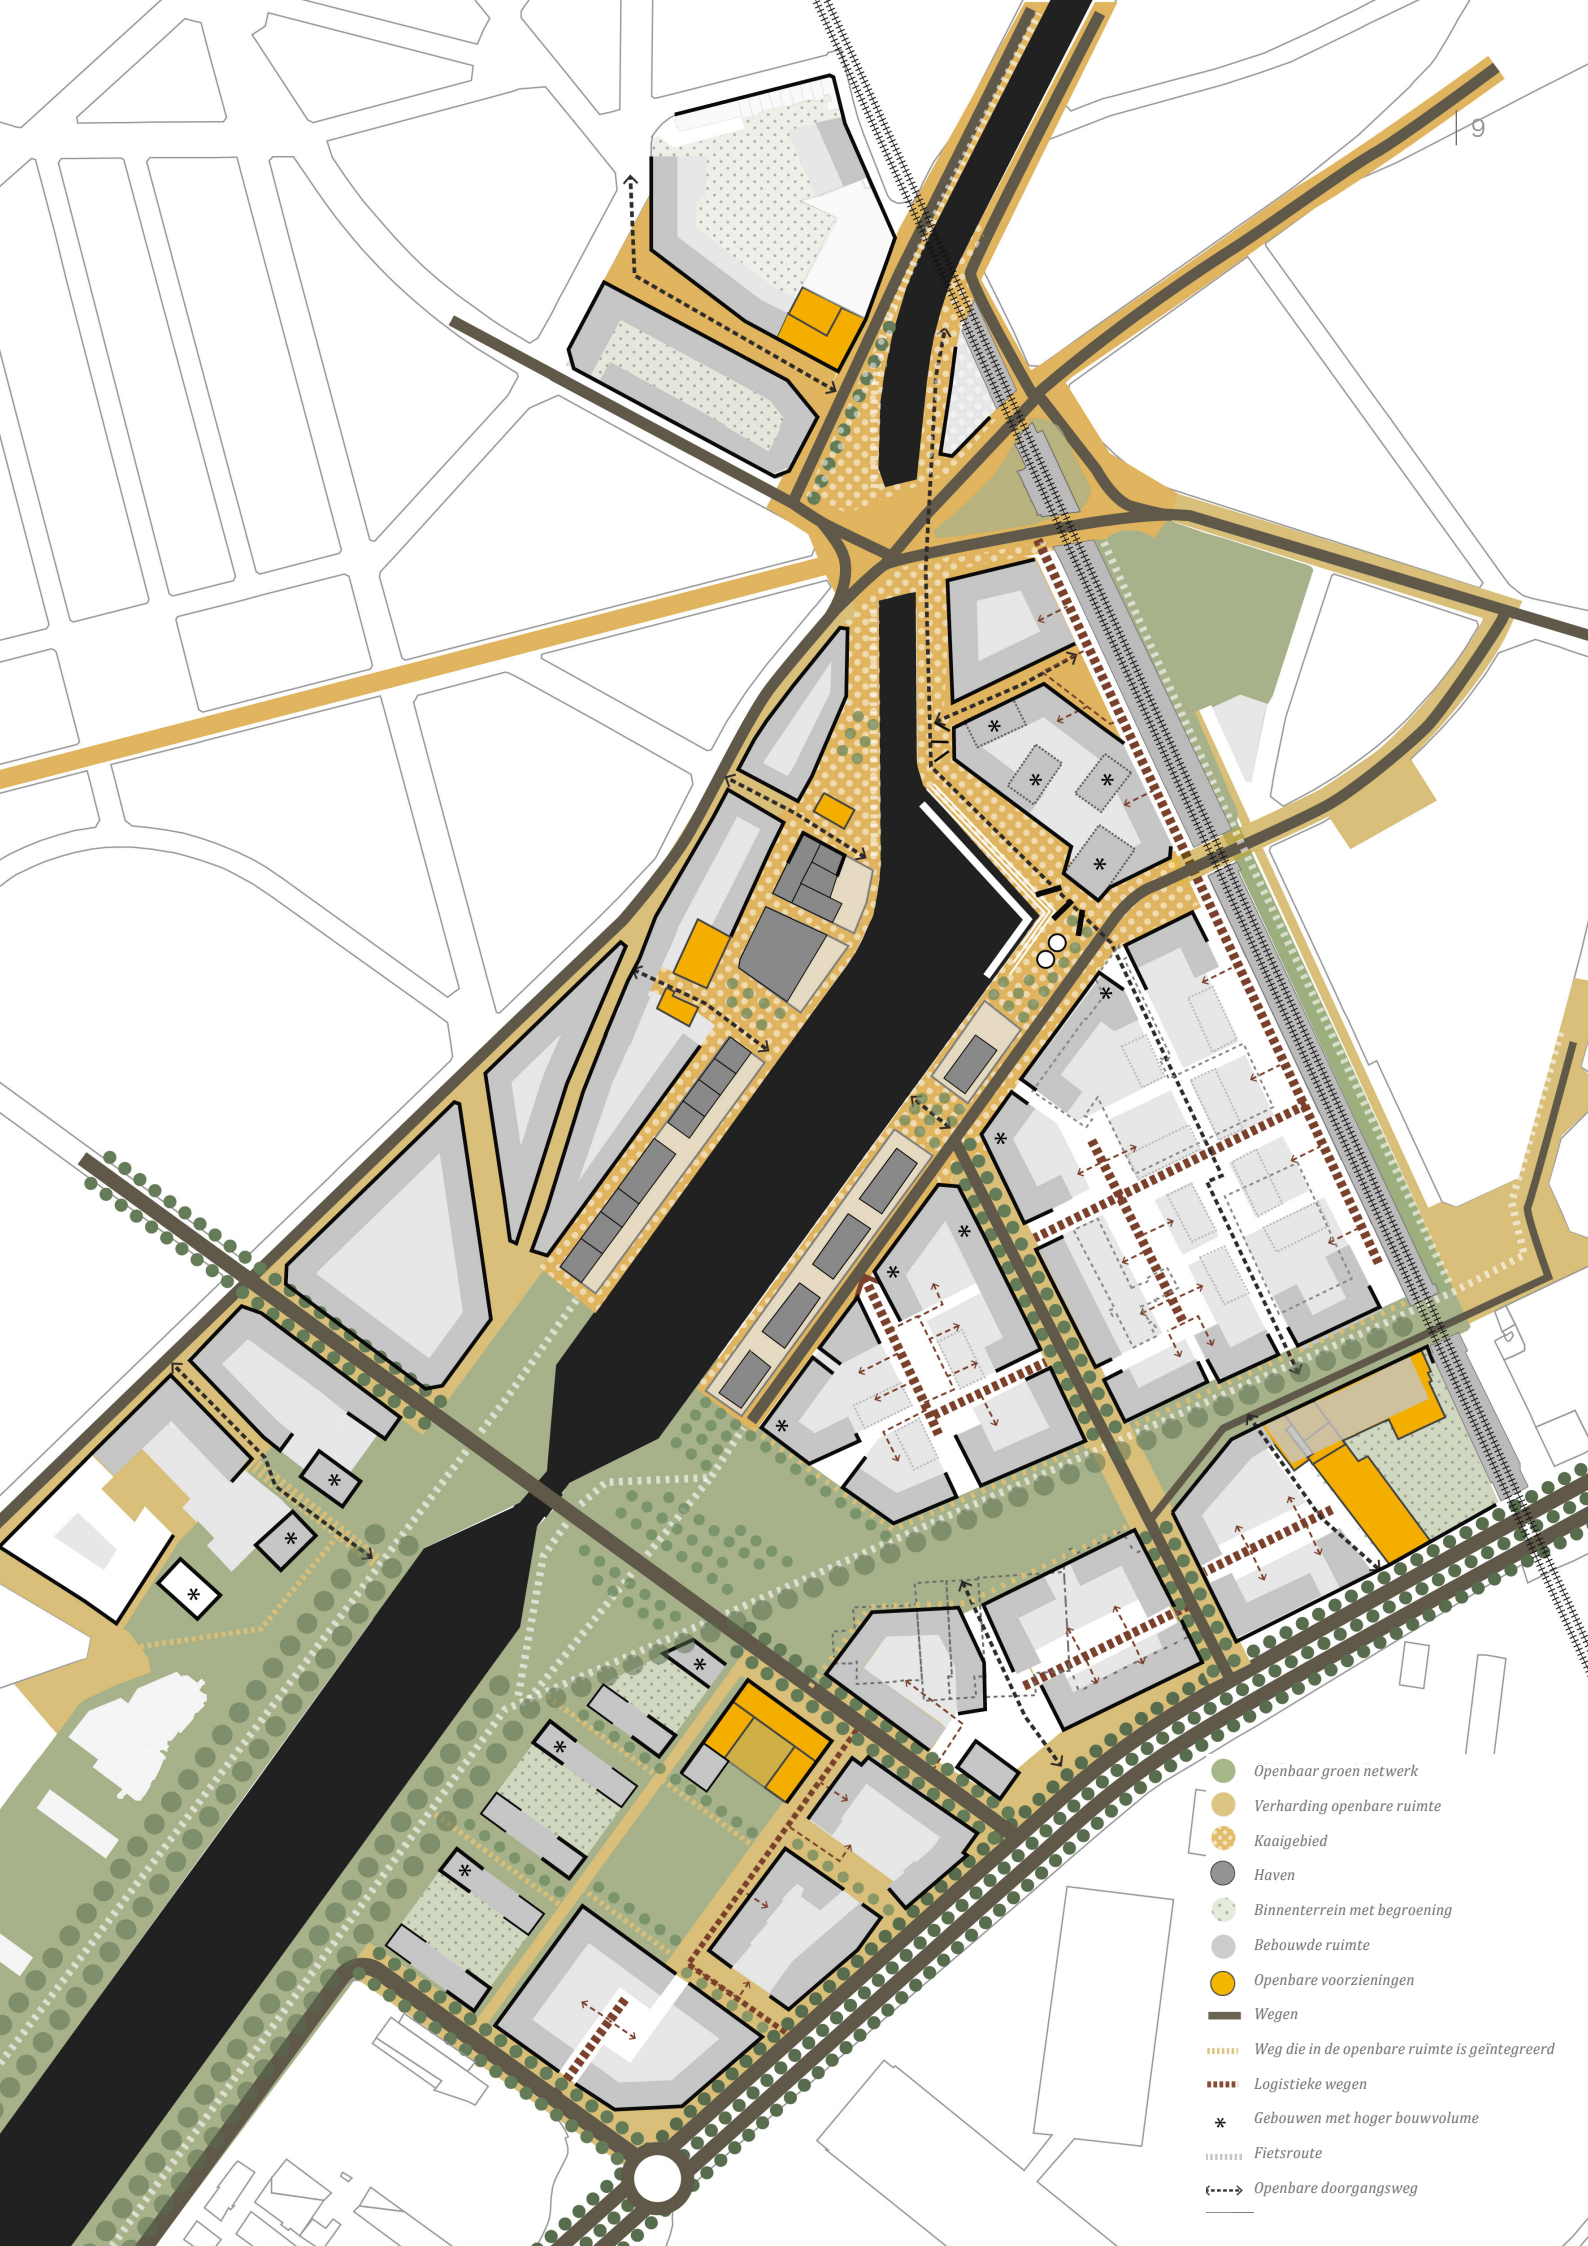 9
Openbaar groen netwerk
Verharding openbare ruimte
Kaaigebied
Haven
Binnenterrein met begroening
Bebouwde ruimte
Openbare voorzieningen
Wegen
Weg die in de openbare ruimte is geïntegreerd
Logistieke wegen
Gebouwen met hoger bouwvolume
Fietsroute
Openbare doorgangsweg